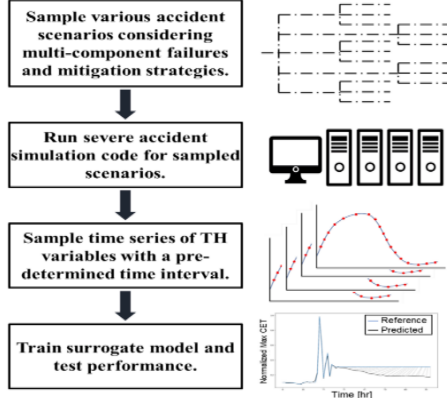 Sample various accident
scenarios considering
multi-component failures
and mitigation strategies.
Run severe accident
simulation code for sampled
scenarios.
Sample time series of TH
variables with a pre-
determined time interval.
Train surrogate model and
test performance.
Reference
Predicted
Normalized Max CET
Time [hr]